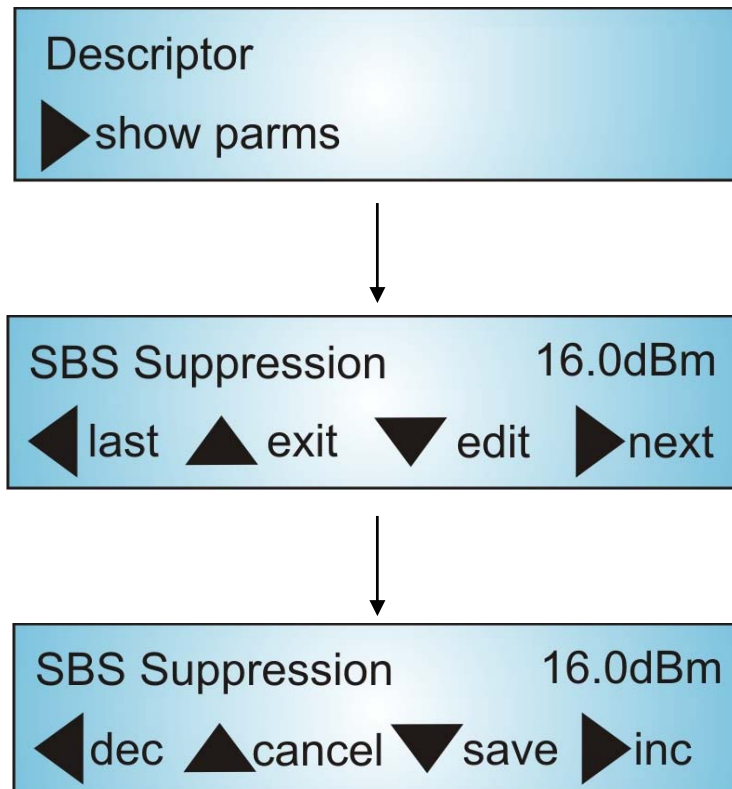 Descriptor
show parms
SBS Suppression 16.0dBm
last exit edit next
SBS Suppression 16.0dBm
dec cancel save inc